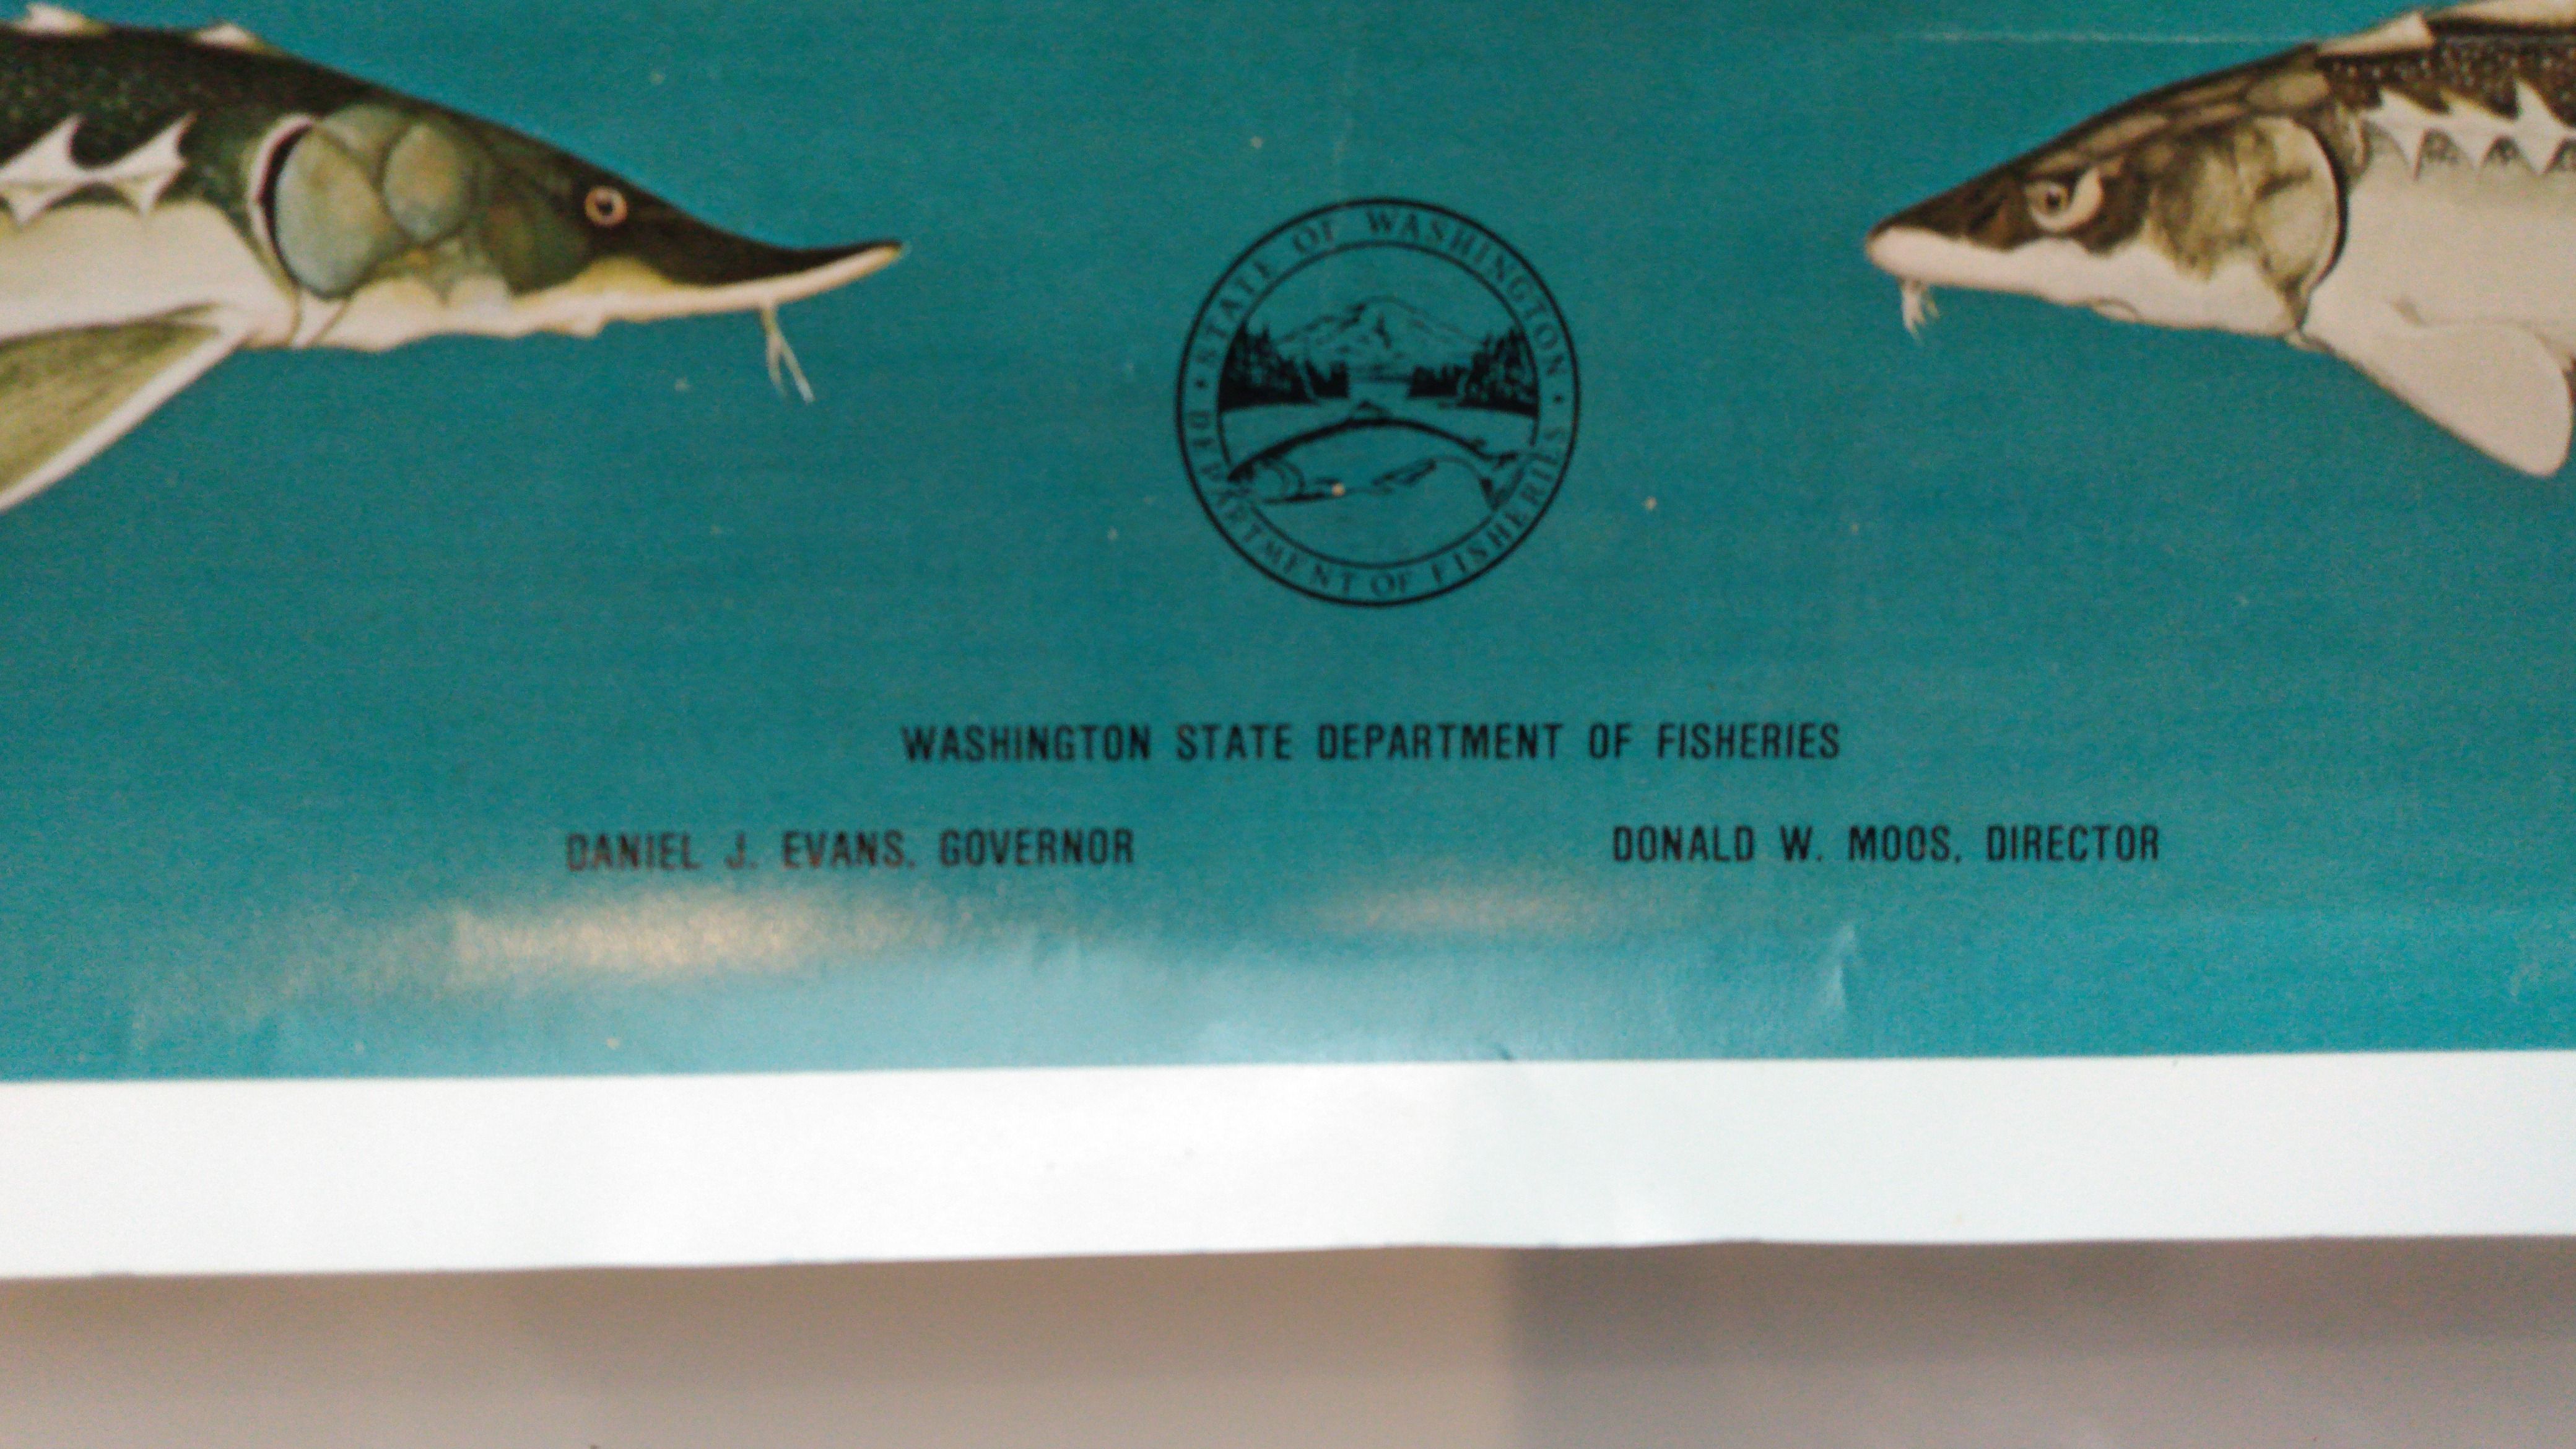 STATE OF WASHINGTON
DEPARTMENT OF FISHERIES
WASHINGTON STATE DEPARTMENT OF FISHERIES
DANIEL J. EVANS, GOVERNOR
DONALD W. MOOS, DIRECTOR